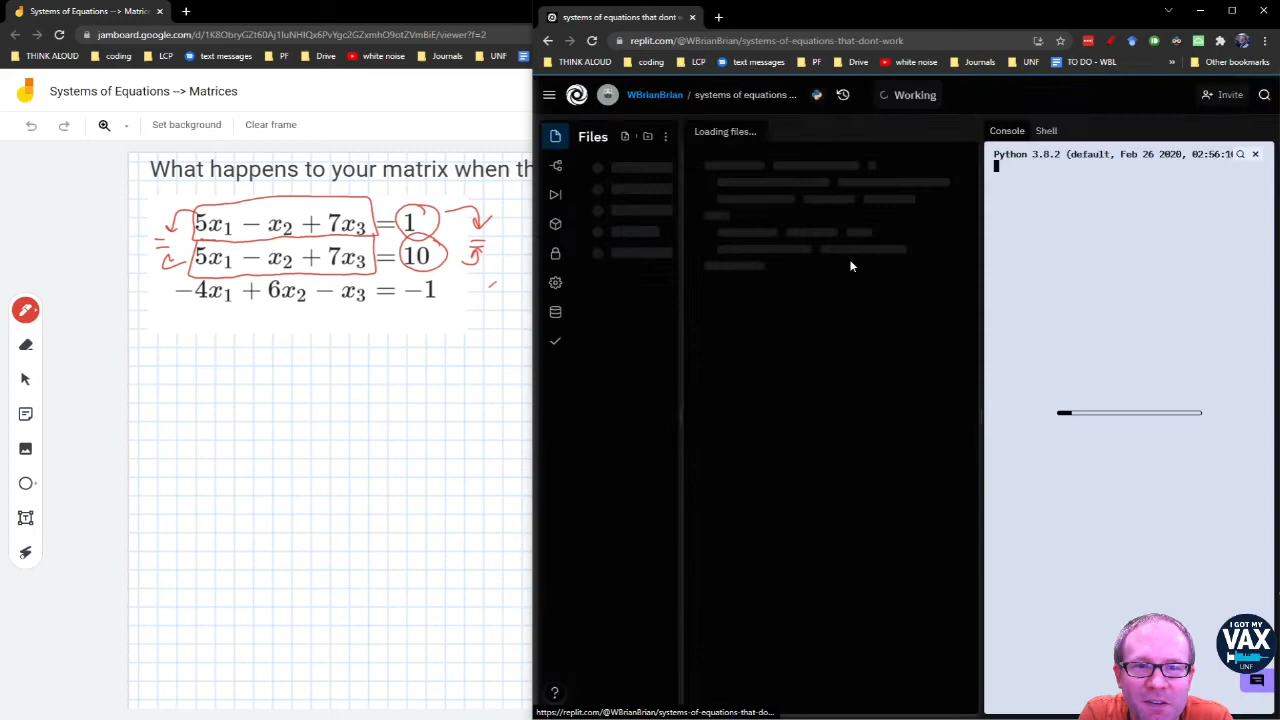 Systems of Equations --> Matrices
systems of equations that dont w
jamboard.google.com/d/1K8ObryGZt60Aj1IuNHIQx6PvYgc2GZxmhO9otZVmBiE/viewer?f=2
replit.com/@WBrianBrian/systems-of-equations-that-dont-work
THINK ALOUD coding LCP text messages PF Drive white noise Journals UNF
THINK ALOUD coding LCP text messages PF Drive white noise Journals UNF TO DO - WBL » Other bookmarks
Systems of Equations --> Matrices
WBrianBrian / systems of equations ... Working Invite
Set background Clear frame
Files Loading files... Console Shell
Python 3.8.2 (default, Feb 26 2020, 02:56:1
What happens to your matrix when th
5x₁ − x₂ + 7x₃ = 1
5x₁ − x₂ + 7x₃ = 10
−4x₁ + 6x₂ − x₃ = −1
I GOT MY
VAX
UNF
?
https://replit.com/@WBrianBrian/systems-of-equations-that-do...